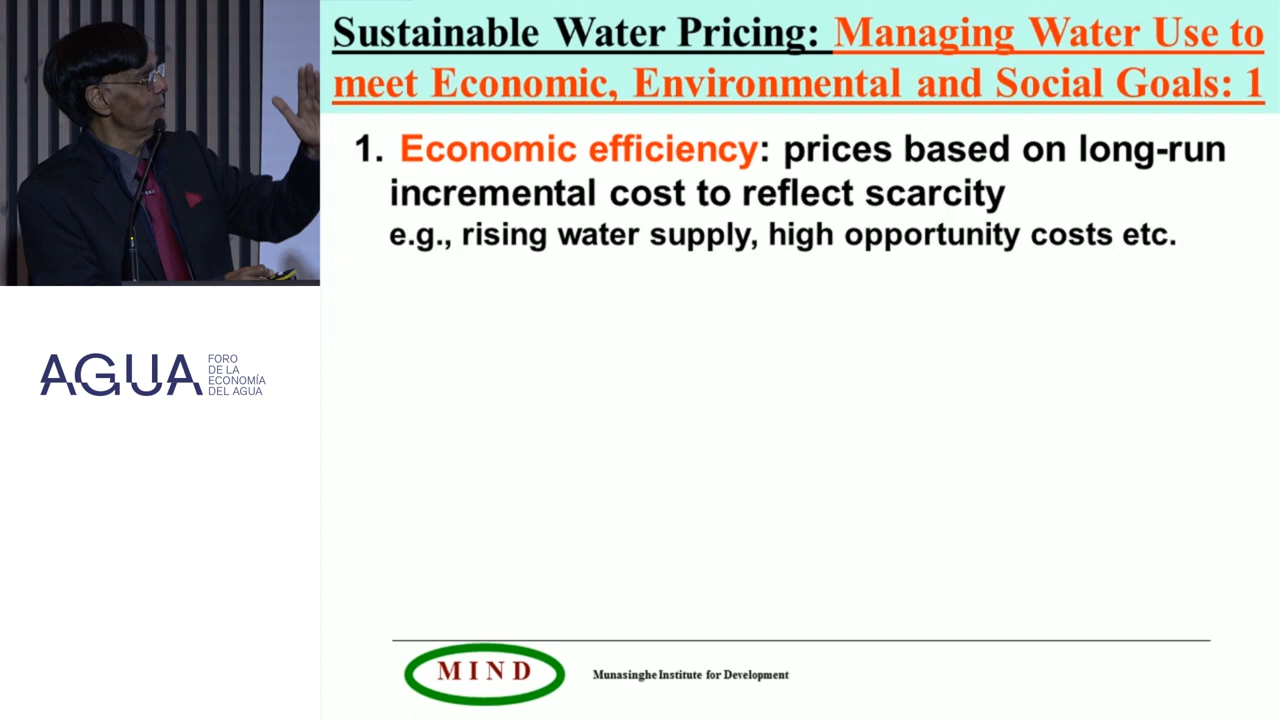 Sustainable Water Pricing: Managing Water Use to
meet Economic, Environmental and Social Goals: 1
1. Economic efficiency: prices based on long-run
incremental cost to reflect scarcity
e.g., rising water supply, high opportunity costs etc.
AGUA
FORO
DE LA
ECONOMÍA
DEL AGUA
MIND
Munasinghe Institute for Development